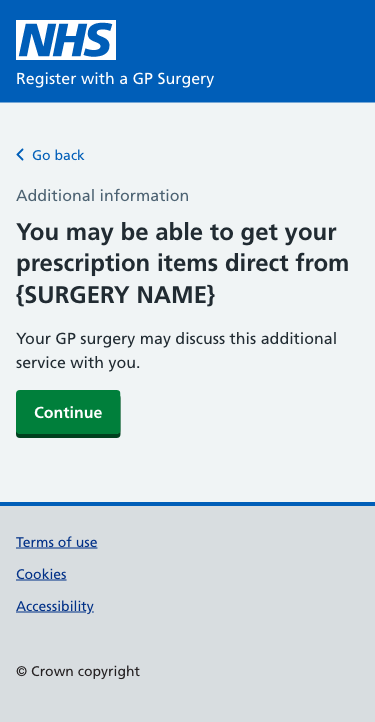 NHS
Register with a GP Surgery
Go back
Additional information
You may be able to get your
prescription items direct from
{SURGERY NAME}
Your GP surgery may discuss this additional
service with you.
Continue
Terms of use
Cookies
Accessibility
© Crown copyright